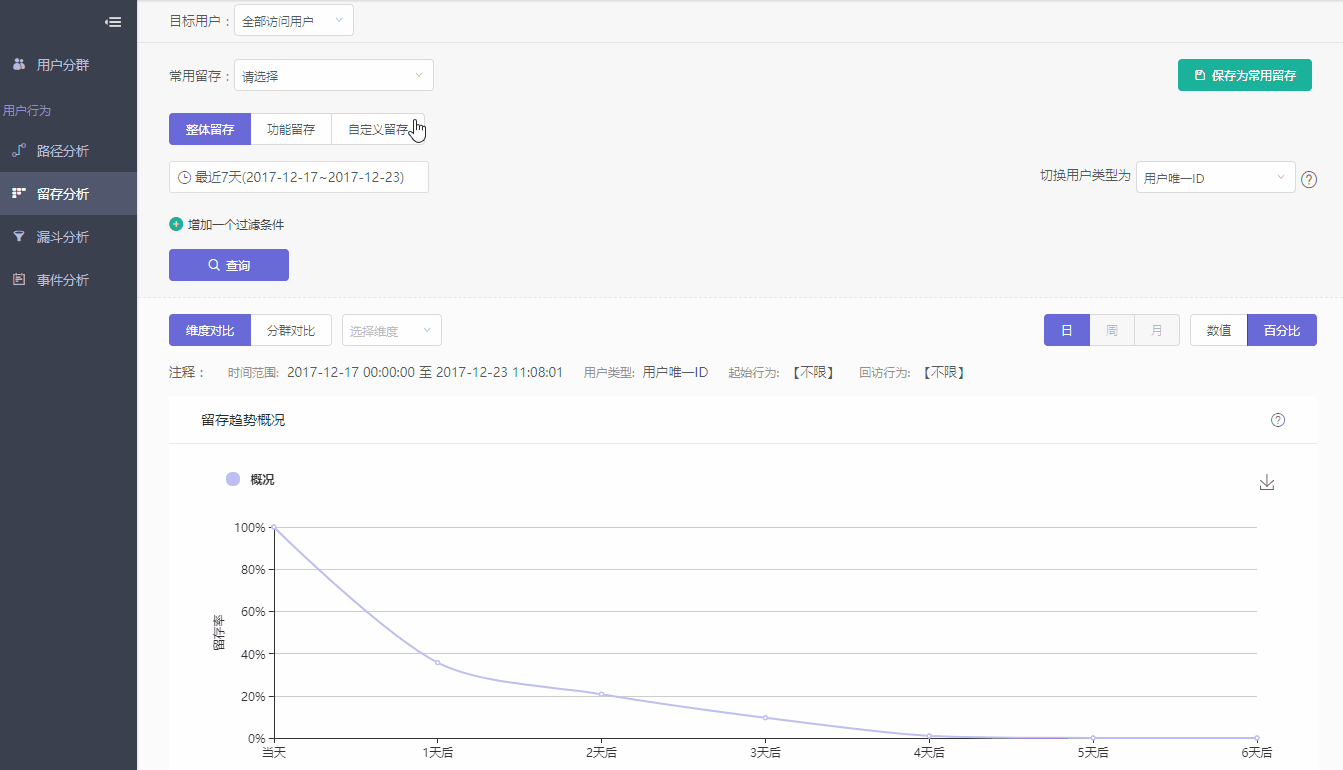 用户分群
用户行为
路径分析
留存分析
漏斗分析
事件分析
目标用户： 全部访问用户
常用留存： 请选择
保存为常用留存
整体留存 功能留存 自定义留存
最近7天(2017-12-17~2017-12-23)
切换用户类型为 用户唯一ID
增加一个过滤条件
查询
维度对比 分群对比 选择维度
日 周 月 数值 百分比
注释： 时间范围: 2017-12-17 00:00:00 至 2017-12-23 11:08:01 用户类型: 用户唯一ID 起始行为: 【不限】 回访行为: 【不限】
留存趋势概况
概况
100%
80%
60%
留存率
40%
20%
0%
当天 1天后 2天后 3天后 4天后 5天后 6天后